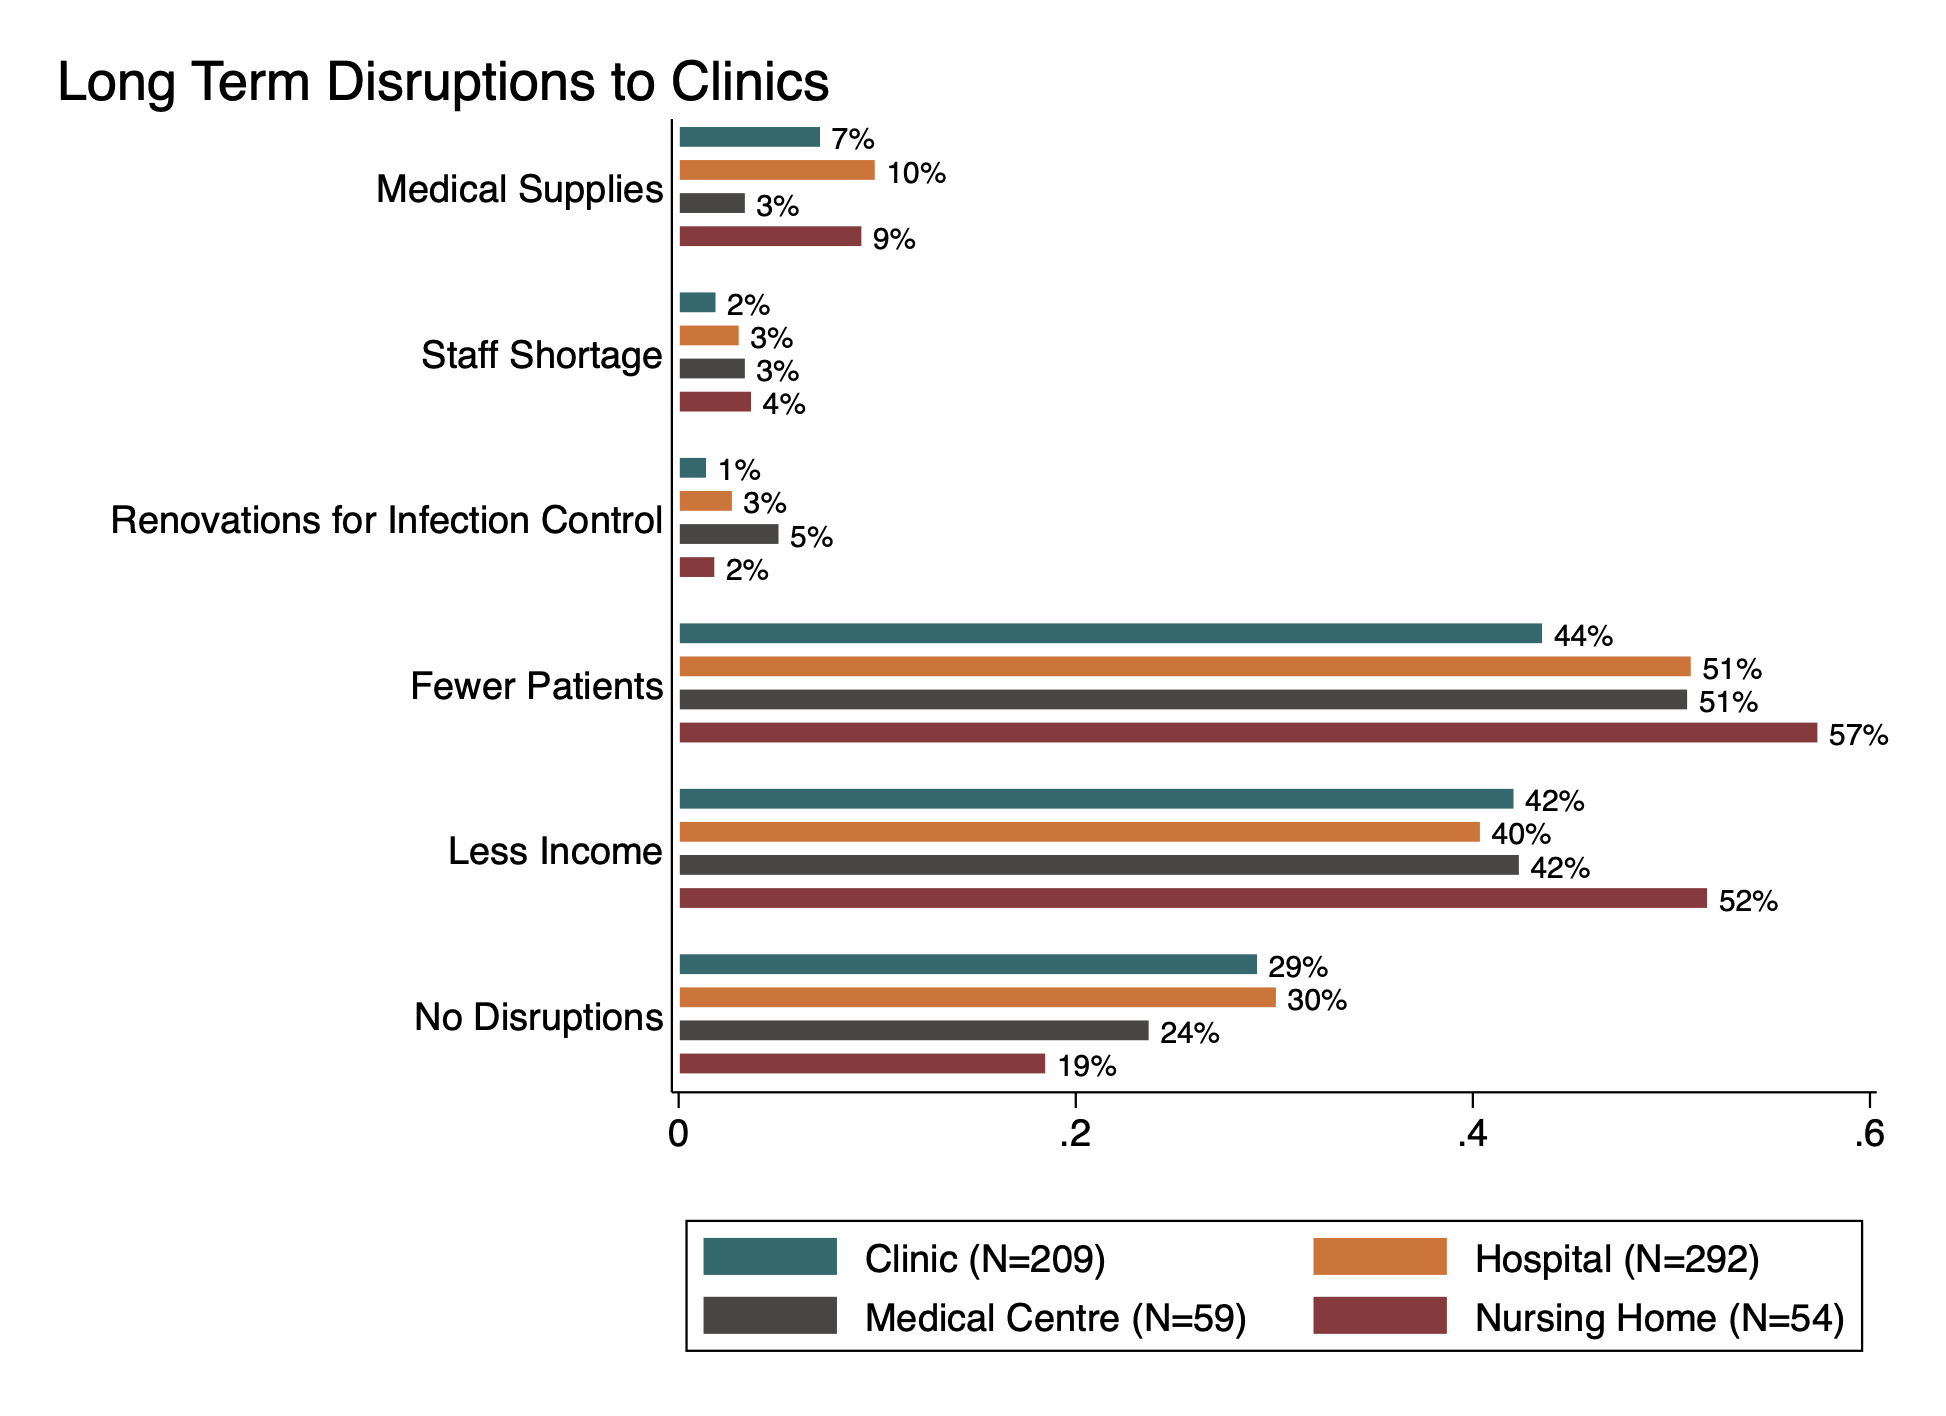 Long Term Disruptions to Clinics
7%
10%
Medical Supplies
3%
9%
2%
3%
Staff Shortage
3%
4%
1%
3%
Renovations for Infection Control
5%
2%
44%
51%
Fewer Patients
51%
57%
42%
40%
Less Income
42%
52%
29%
30%
No Disruptions
24%
19%
0 .2 .4 .6
Clinic (N=209) Hospital (N=292)
Medical Centre (N=59) Nursing Home (N=54)